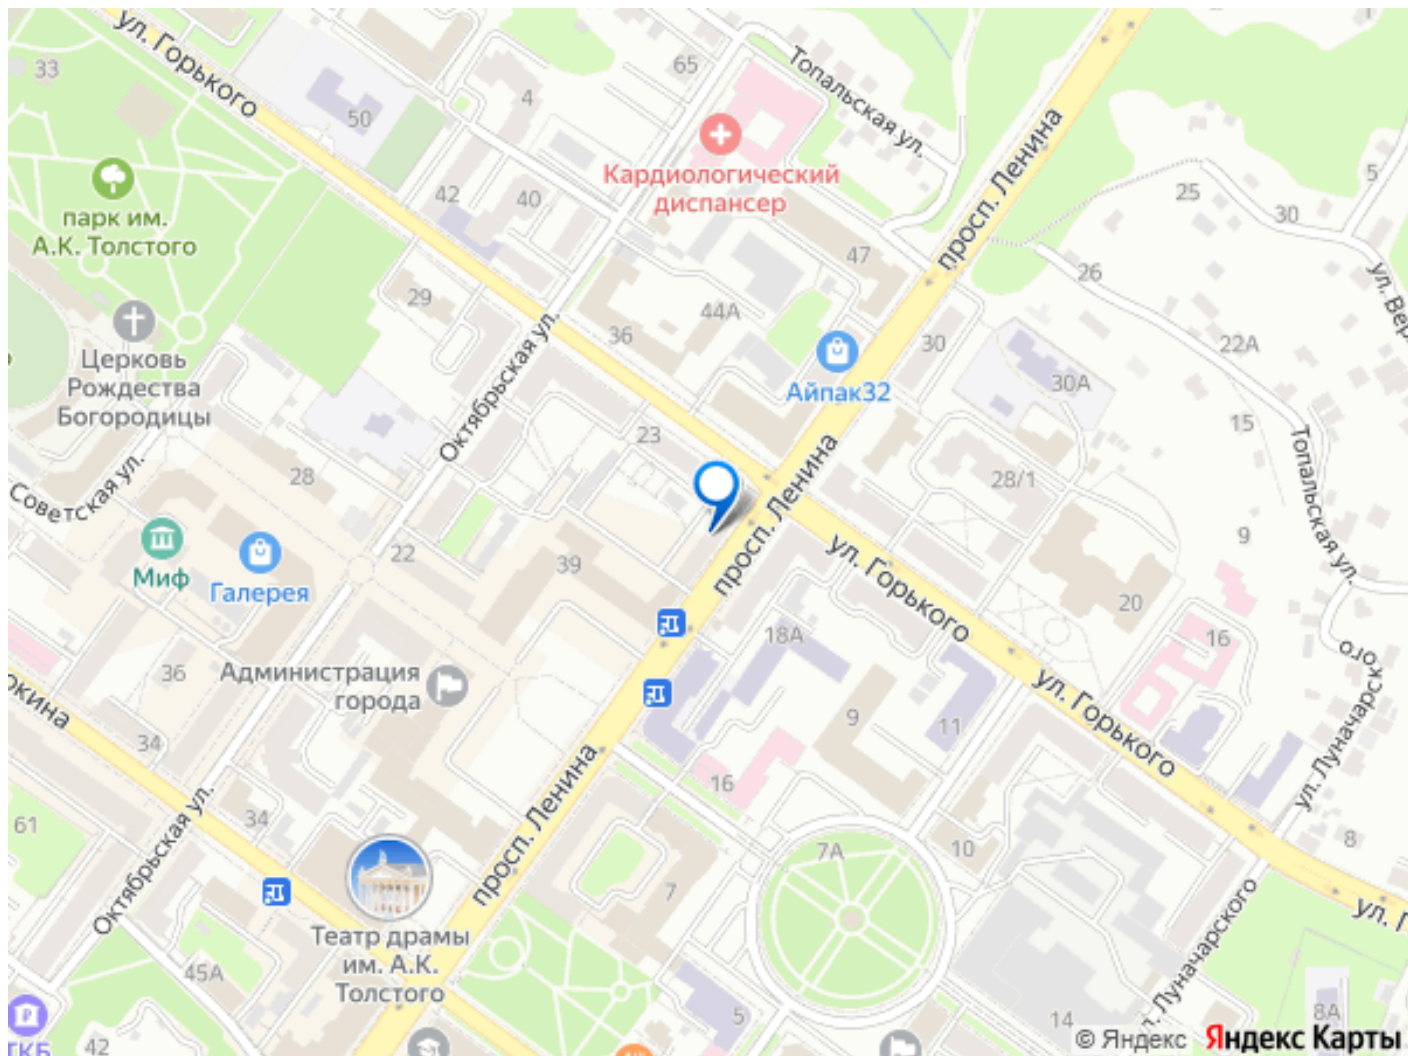 ул. Горького
33
50
4
65
Топальская ул.
просп. Ленина
1
5
парк им.
А.К. Толстого
42
40
Кардиологический
диспансер
47
25
30
26
29
44А
36
30
22А
Церковь
Рождества
Богородицы
Октябрьская ул.
Айпак32
30А
15
Топальская ул.
23
просп. Ленина
28
28/1
9
Советская ул.
Миф
Галерея
22
39
просп. Ленина
ул. Горького
20
16
18А
Администрация
города
36
34
9
11
ул. Горького
ул. Луначарского
16
просп. Ленина
61
34
Октябрьская ул.
7А
10
8
7
Театр драмы
им. А.К.
Толстого
45А
5
14
8А
42
© Яндекс Яндекс Карты